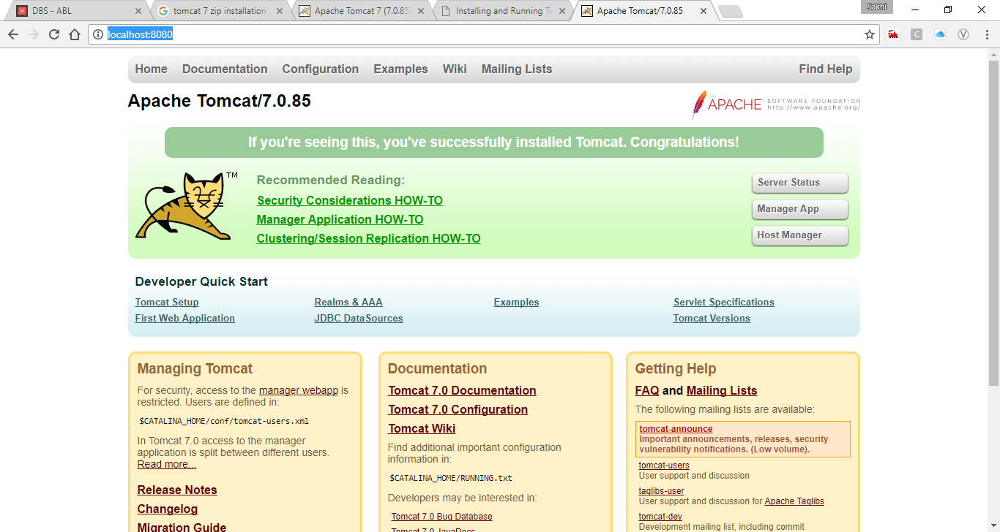 DBS - ABL
tomcat 7 zip installation
Apache Tomcat 7 (7.0.85)
Installing and Running To
Apache Tomcat/7.0.85
Sakhi
localhost:8080
C
V
Home Documentation Configuration Examples Wiki Mailing Lists Find Help
Apache Tomcat/7.0.85
THE
APACHE
SOFTWARE FOUNDATION
http://www.apache.org/
If you're seeing this, you've successfully installed Tomcat. Congratulations!
TM
Recommended Reading:
Security Considerations HOW-TO
Manager Application HOW-TO
Clustering/Session Replication HOW-TO
Server Status
Manager App
Host Manager
Developer Quick Start
Tomcat Setup
First Web Application
Realms & AAA
JDBC DataSources
Examples
Servlet Specifications
Tomcat Versions
Managing Tomcat
For security, access to the manager webapp is
restricted. Users are defined in:
$CATALINA_HOME/conf/tomcat-users.xml
In Tomcat 7.0 access to the manager
application is split between different users.
Read more...
Release Notes
Changelog
Migration Guide
Documentation
Tomcat 7.0 Documentation
Tomcat 7.0 Configuration
Tomcat Wiki
Find additional important configuration
information in:
$CATALINA_HOME/RUNNING.txt
Developers may be interested in:
Tomcat 7.0 Bug Database
Tomcat 7.0 JavaDocs
Getting Help
FAQ and Mailing Lists
The following mailing lists are available:
tomcat-announce
Important announcements, releases, security
vulnerability notifications. (Low volume).
tomcat-users
User support and discussion
taglibs-user
User support and discussion for Apache Taglibs
tomcat-dev
Development mailing list, including commit